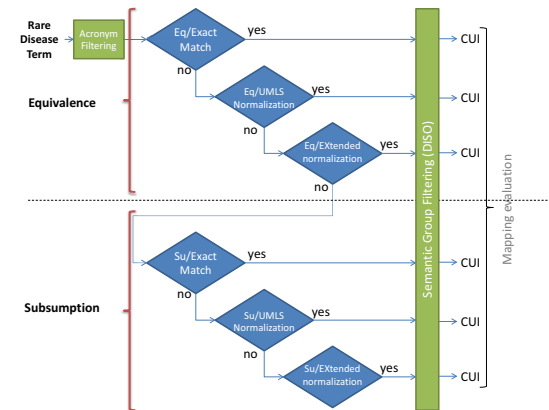 Rare
Disease
Term
Acronym
Filtering
Eq/Exact
Match
yes
CUI
no
Equivalence
Eq/UMLS
Normalization
yes
CUI
no
Eq/EXtended
normalization
yes
CUI
no
Semantic Group Filtering (DISO)
Mapping evaluation
Su/Exact
Match
yes
CUI
no
Subsumption
Su/UMLS
Normalization
yes
CUI
no
Su/EXtended
normalization
yes
CUI